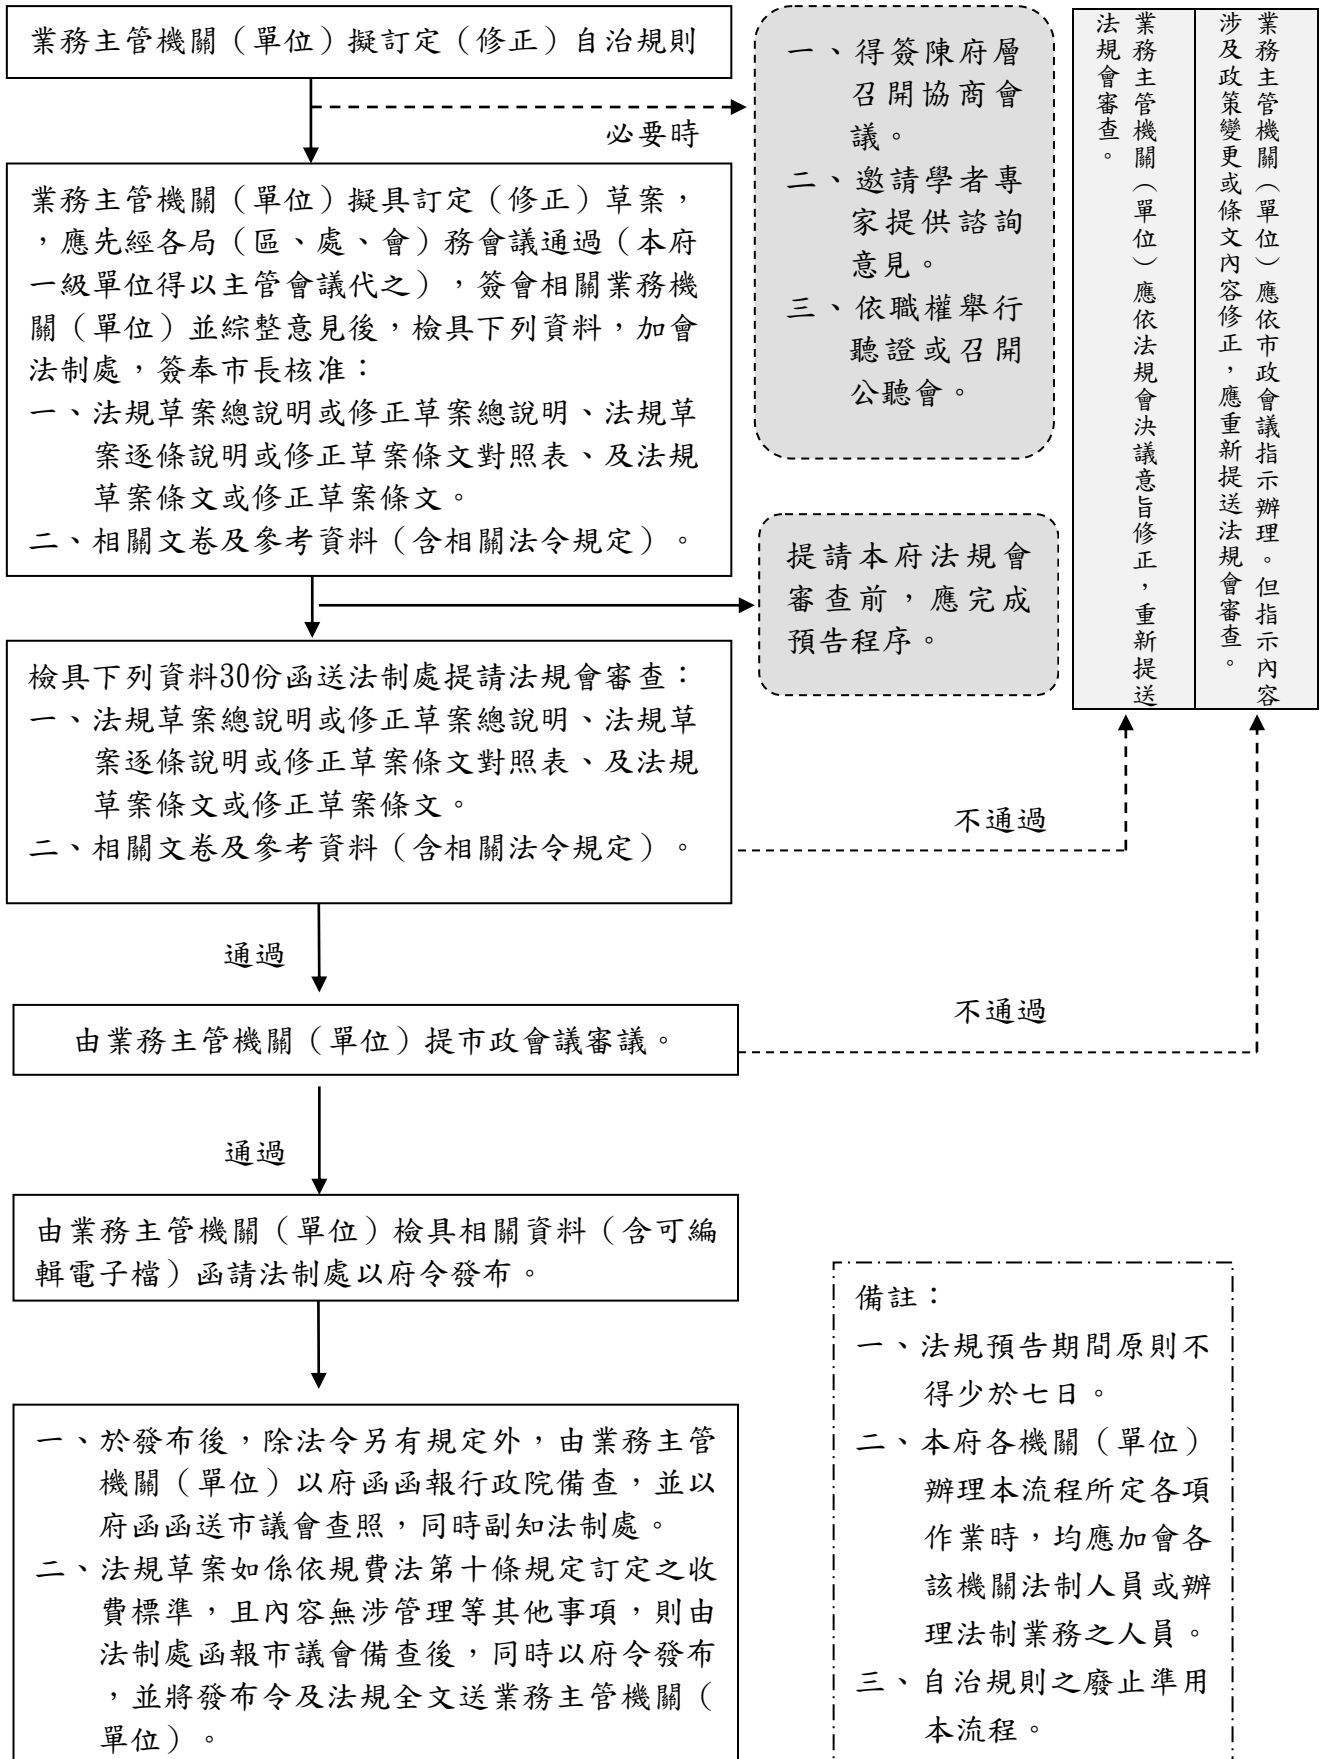 業務主管機關（單位）擬訂定（修正）自治規則
必要時
一、得簽陳府層
召開協商會
議。
二、邀請學者專
家提供諮詢
意見。
三、依職權舉行
聽證或召開
公聽會。
業務主管機關（單位）擬具訂定（修正）草案，
，應先經各局（區、處、會）務會議通過（本府
一級單位得以主管會議代之），簽會相關業務機
關（單位）並綜整意見後，檢具下列資料，加會
法制處，簽奉市長核准：
一、法規草案總說明或修正草案總說明、法規草
案逐條說明或修正草案條文對照表、及法規
草案條文或修正草案條文。
二、相關文卷及參考資料（含相關法令規定）。
提請本府法規會
審查前，應完成
預告程序。
檢具下列資料30份函送法制處提請法規會審查：
一、法規草案總說明或修正草案總說明、法規草
案逐條說明或修正草案條文對照表、及法規
草案條文或修正草案條文。
二、相關文卷及參考資料（含相關法令規定）。
不通過
業務主管機關（單位）應依法規會決議意旨修正，重新提送
法規會審查。
業務主管機關（單位）應依市政會議指示辦理。但指示內容
涉及政策變更或條文內容修正，應重新提送法規會審查。
通過
由業務主管機關（單位）提市政會議審議。
不通過
通過
由業務主管機關（單位）檢具相關資料（含可編
輯電子檔）函請法制處以府令發布。
一、於發布後，除法令另有規定外，由業務主管
機關（單位）以府函函報行政院備查，並以
府函函送市議會查照，同時副知法制處。
二、法規草案如係依規費法第十條規定訂定之收
費標準，且內容無涉管理等其他事項，則由
法制處函報市議會備查後，同時以府令發布
，並將發布令及法規全文送業務主管機關（
單位）。
備註：
一、法規預告期間原則不
得少於七日。
二、本府各機關（單位）
辦理本流程所定各項
作業時，均應加會各
該機關法制人員或辦
理法制業務之人員。
三、自治規則之廢止準用
本流程。